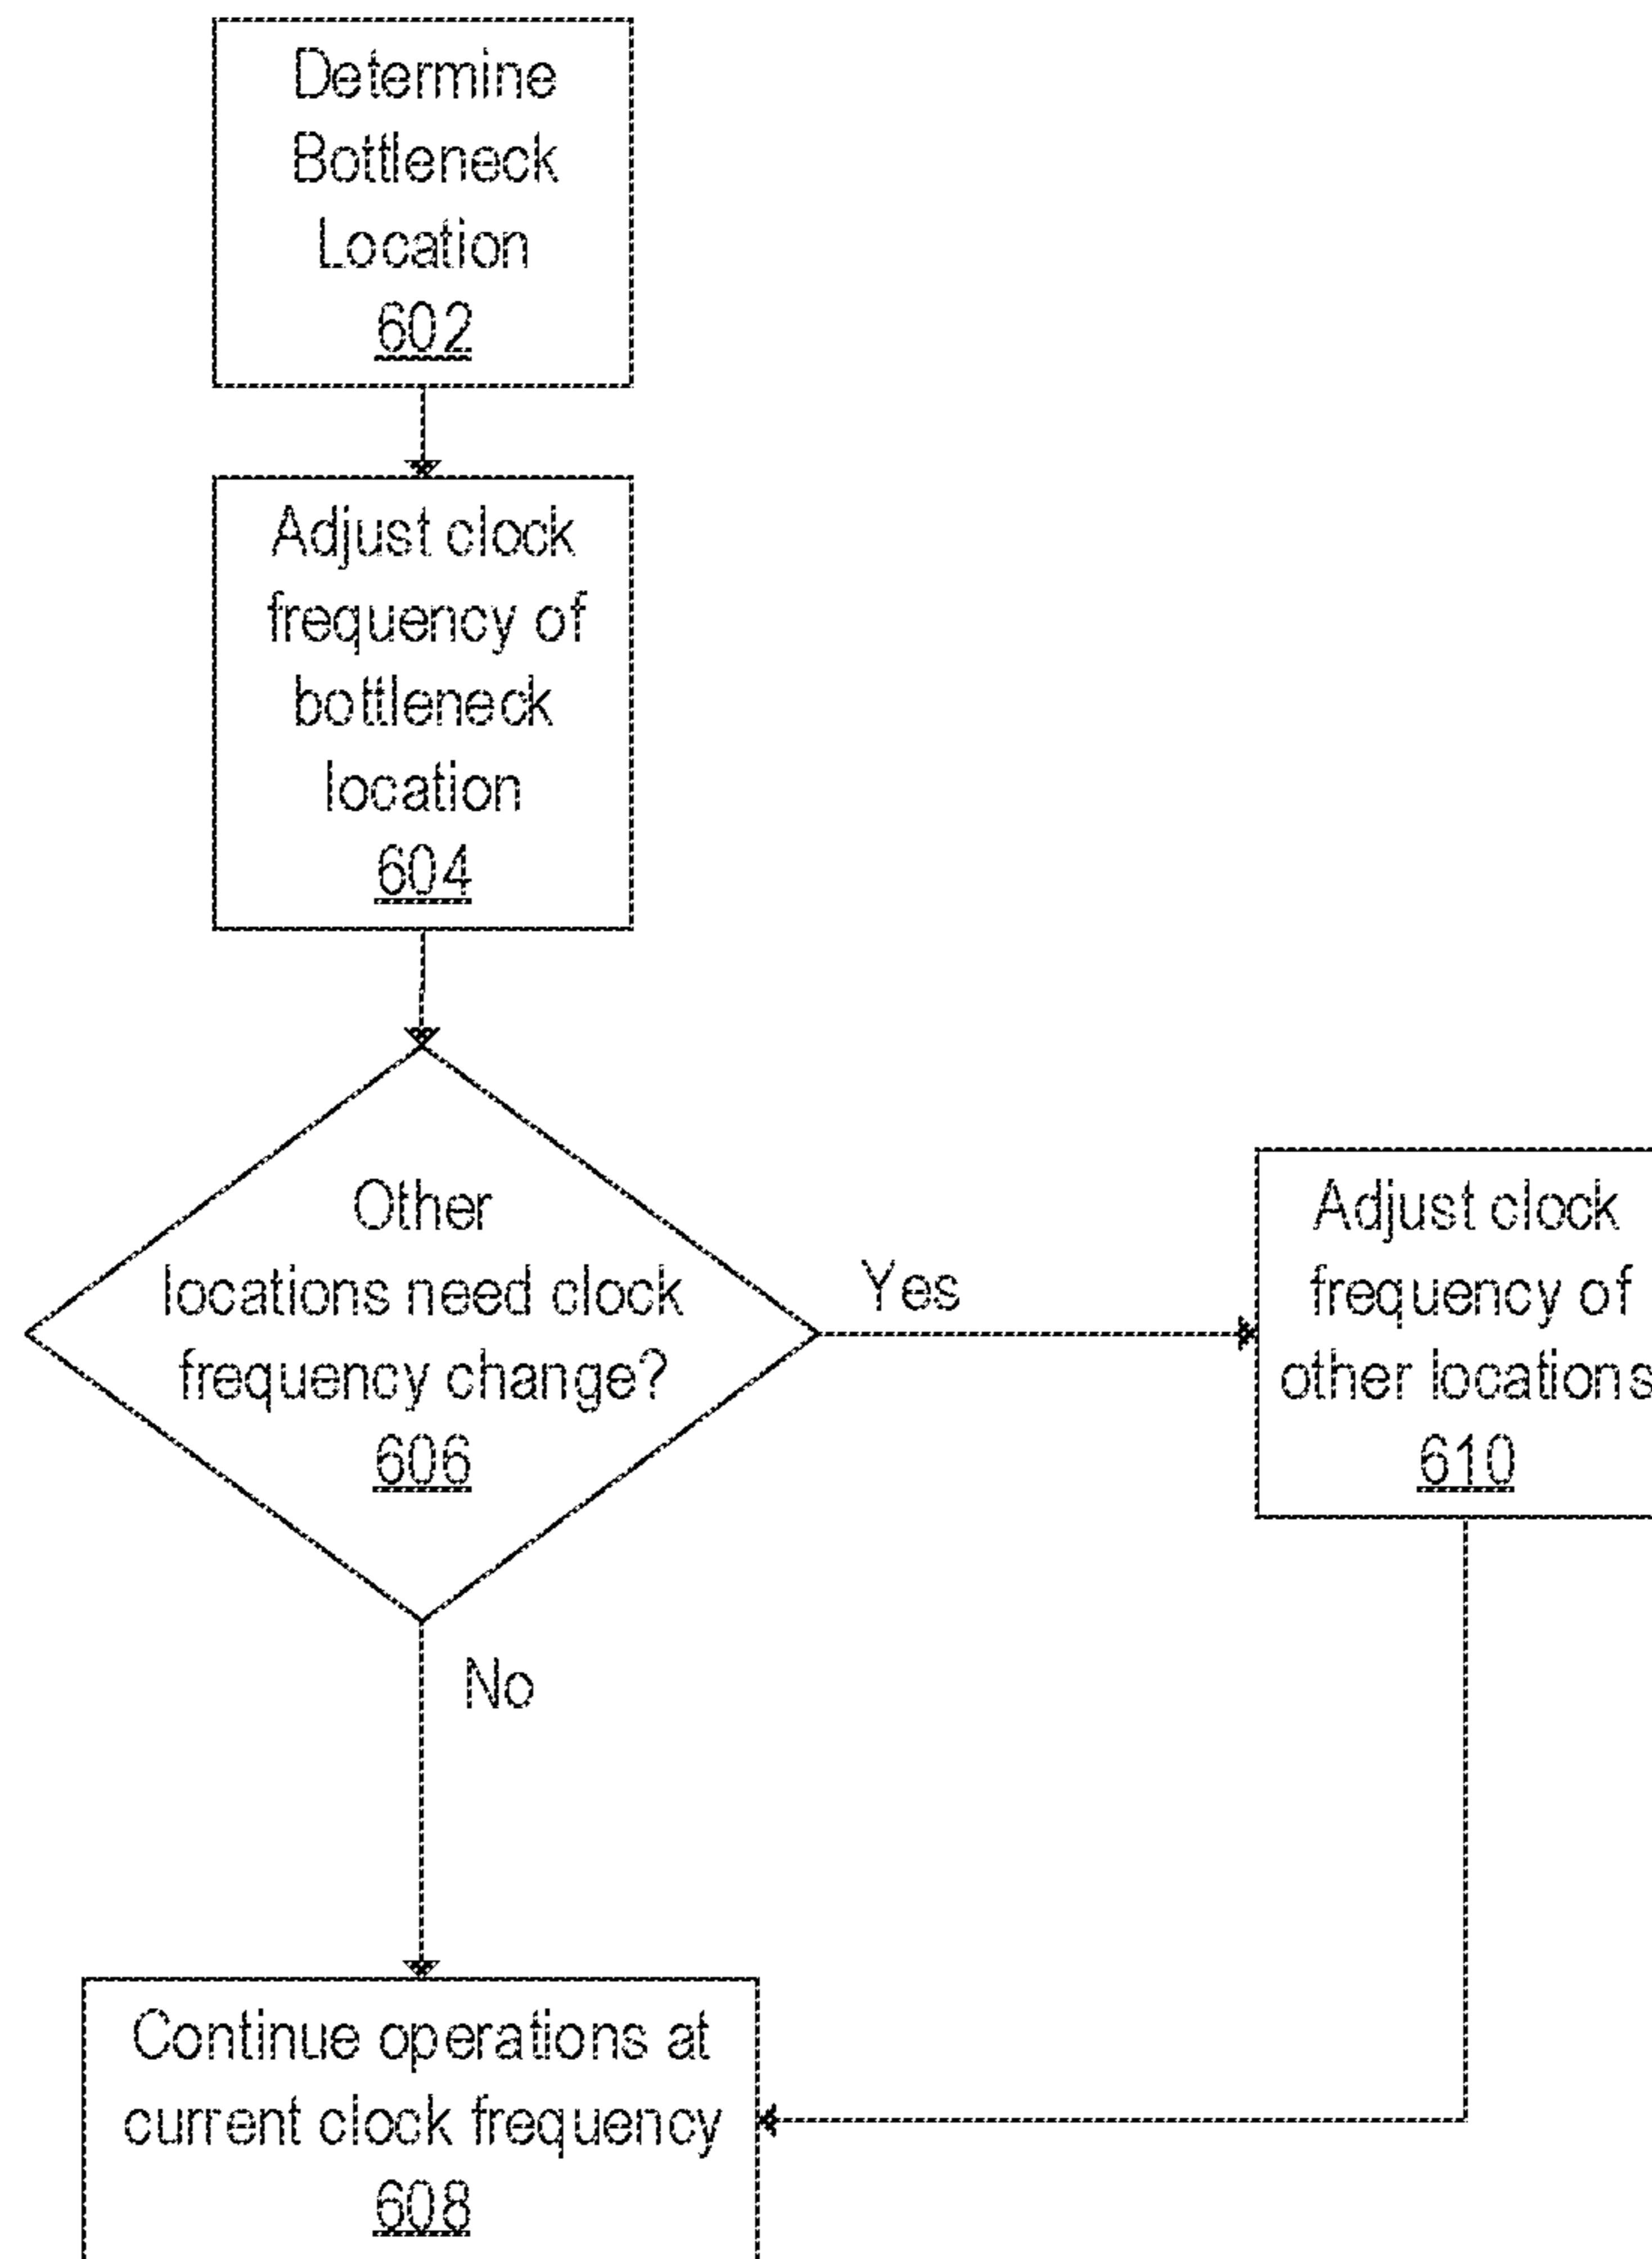 Determine
Bottleneck
Location
602
Adjust clock
frequency of
bottleneck
location
604
Other
locations need clock
frequency change?
606
Yes
Adjust clock
frequency of
other locations
610
No
Continue operations at
current clock frequency
608